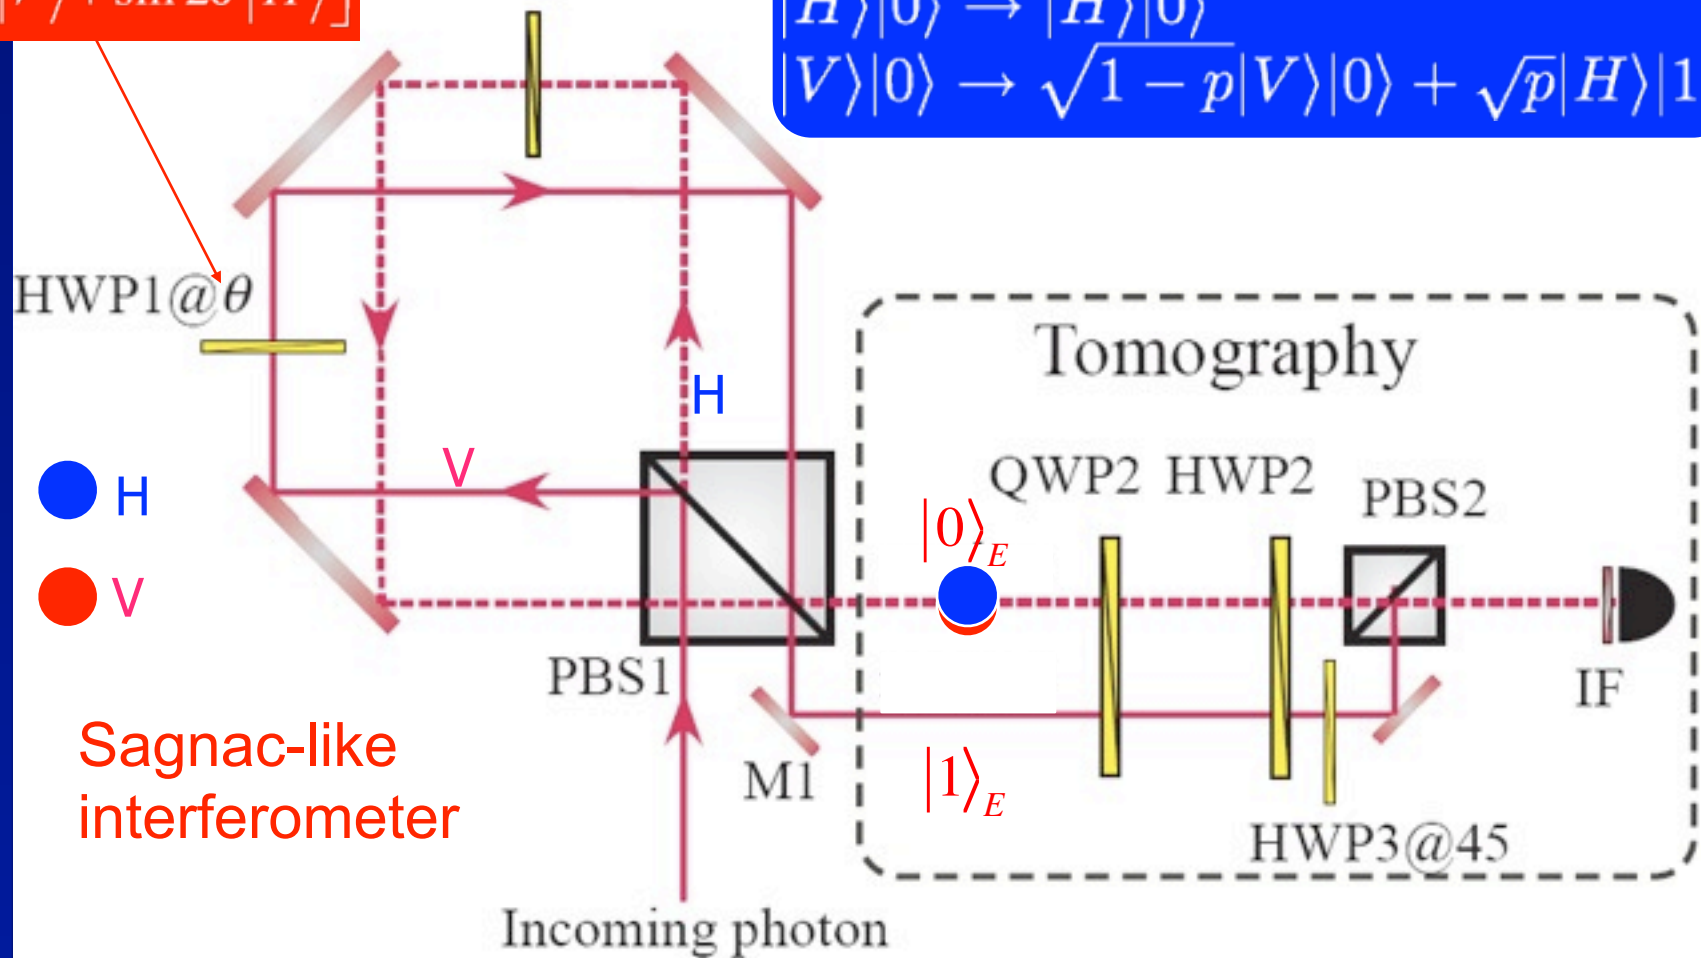 |H⟩|0⟩ → |H⟩|0⟩
|V⟩|0⟩ → √1 − p|V⟩|0⟩ + √p|H⟩|1
HWP1@θ
Tomography
H
V
QWP2 HWP2
PBS2
H
|0⟩E
V
PBS1
IF
Sagnac-like
interferometer
M1
|1⟩E
HWP3@45
Incoming photon